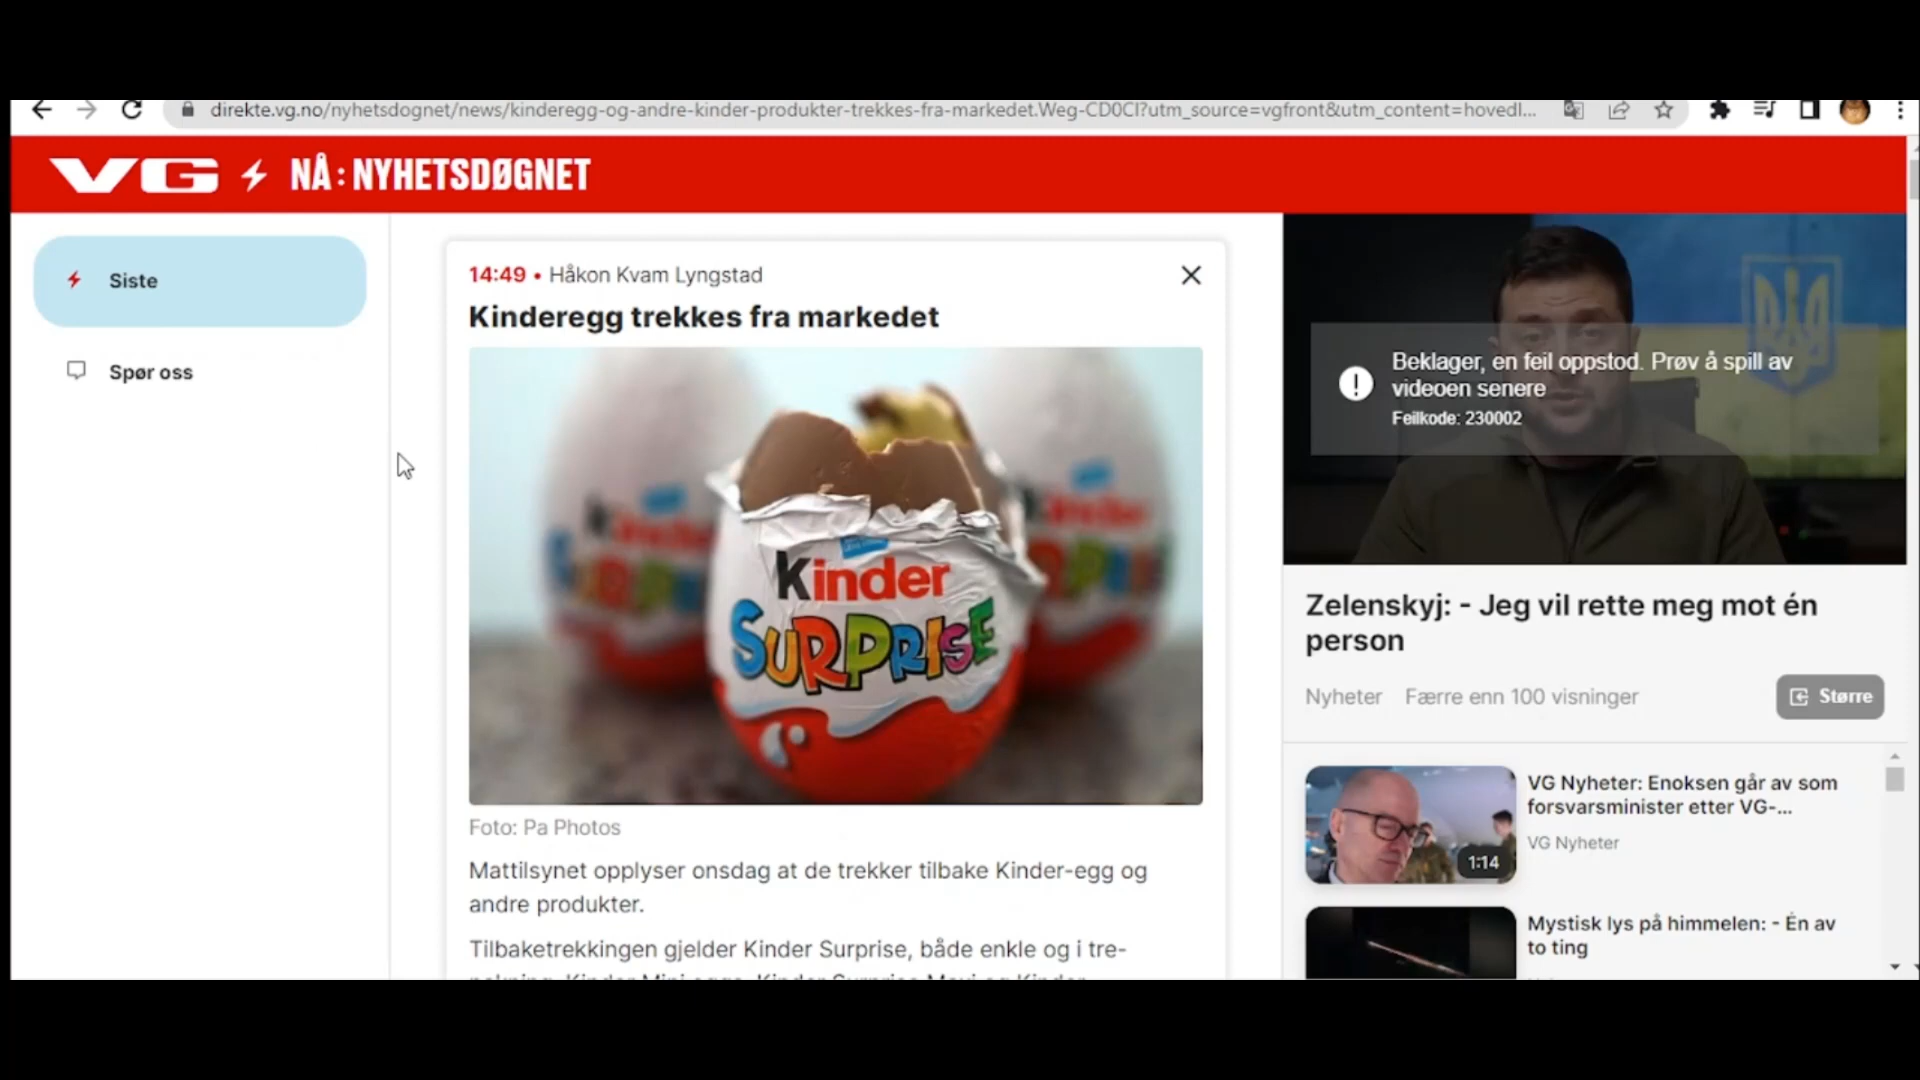 direkte.vg.no/nyhetsdognet/news/kinderegg-og-andre-kinder-produkter-trekkes-fra-markedet.Weg-CD0CI?utm_source=vgfront&utm_content=hovedl...
VG NÅ: NYHETSDØGNET
Siste
Spør oss
14:49 • Håkon Kvam Lyngstad
Kinderegg trekkes fra markedet
Kinder
SURPRISE
Foto: Pa Photos
Mattilsynet opplyser onsdag at de trekker tilbake Kinder-egg og
andre produkter.
Tilbaketrekkingen gjelder Kinder Surprise, både enkle og i tre-
Beklager, en feil oppstod. Prøv å spill av
videoen senere
Feilkode: 230002
Zelenskyj: - Jeg vil rette meg mot én
person
Nyheter Færre enn 100 visninger
Større
1:14
VG Nyheter: Enoksen går av som
forsvarsminister etter VG-...
VG Nyheter
Mystisk lys på himmelen: - Én av
to ting